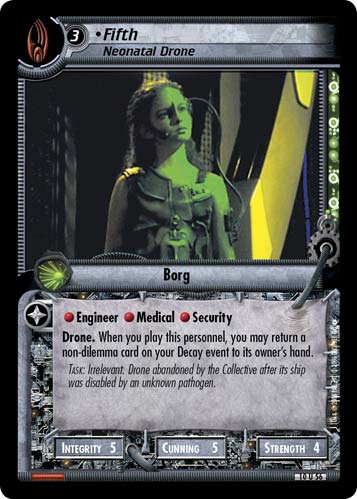 3 • Fifth
Neonatal Drone
Borg
Engineer Medical Security
Drone. When you play this personnel, you may return a
non-dilemma card on your Decay event to its owner's hand.
TASK: Irrelevant. Drone abandoned by the Collective after its ship
was disabled by an unknown pathogen.
INTEGRITY 5 CUNNING 5 STRENGTH 4
10 U 56